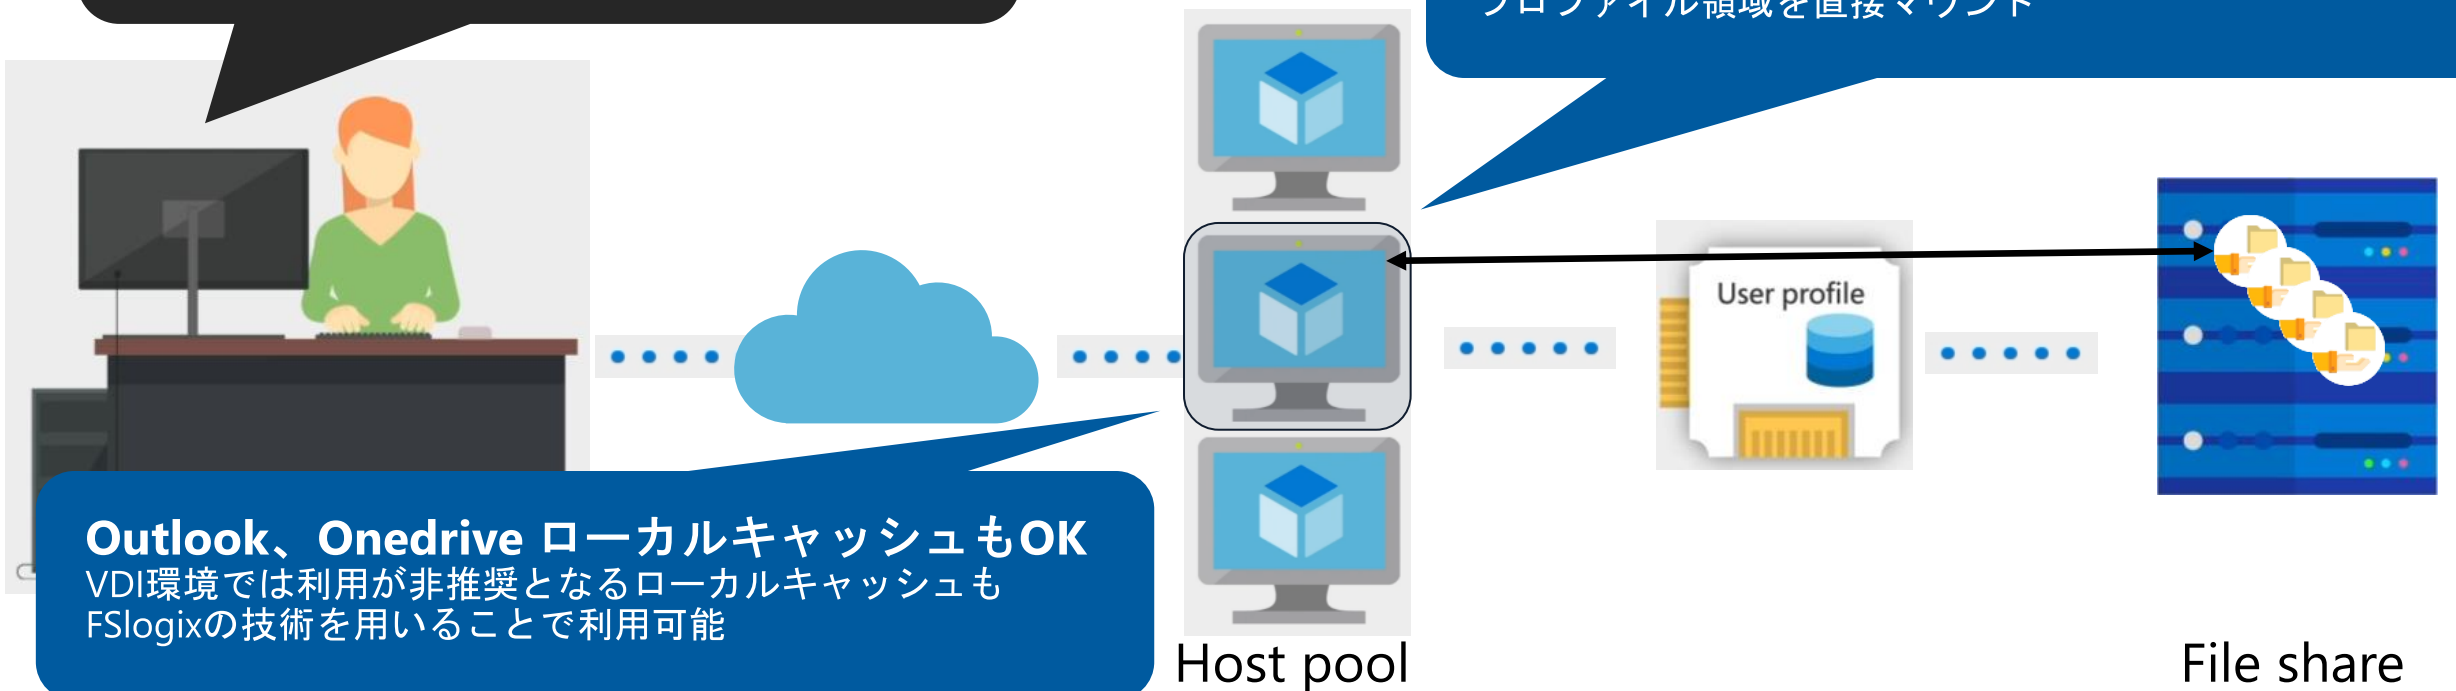 プロファイル領域を直接マウント
User profile
Outlook、Onedrive ローカルキャッシュもOK
VDI環境では利用が非推奨となるローカルキャッシュも
FSlogixの技術を用いることで利用可能
Host pool
File share